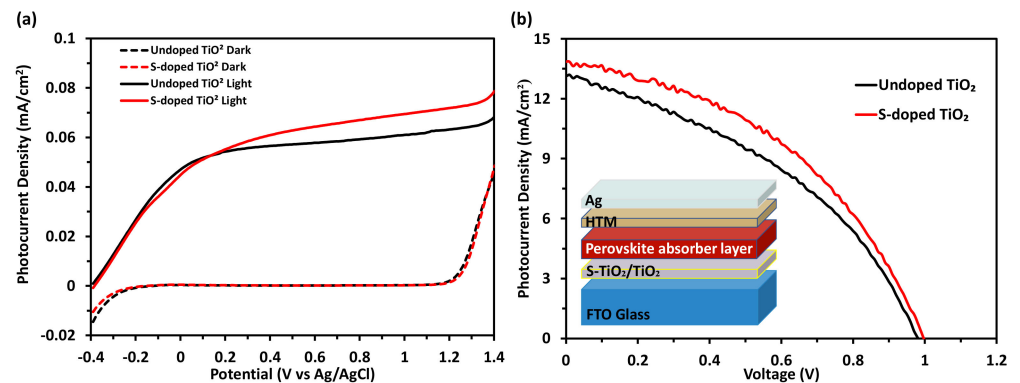 (a)
Photocurrent Density (mA/cm²)
0.1
0.08
0.06
0.04
0.02
0
-0.02
Undoped TiO² Dark
S-doped TiO² Dark
Undoped TiO² Light
S-doped TiO² Light
-0.4 -0.2 0 0.2 0.4 0.6 0.8 1 1.2 1.4
Potential (V vs Ag/AgCl)
(b)
Photocurrent Density (mA/cm²)
15
12
9
6
3
0
Undoped TiO₂
S-doped TiO₂
Ag
HTM
Perovskite absorber layer
S-TiO₂/TiO₂
FTO Glass
0 0.2 0.4 0.6 0.8 1 1.2
Voltage (V)